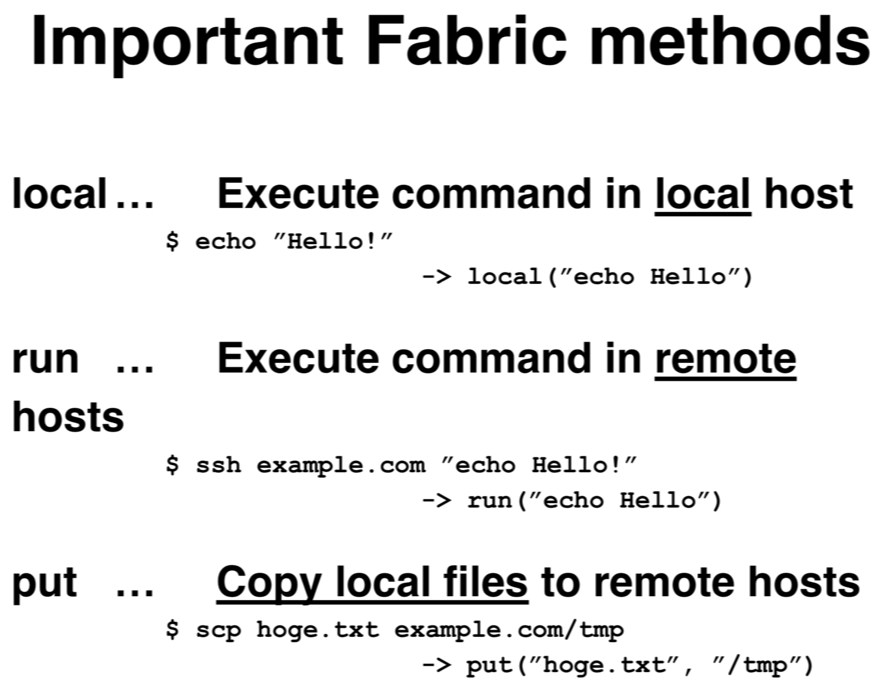 Important Fabric methods
local … Execute command in local host
$ echo ”Hello!”
-> local(”echo Hello”)
run … Execute command in remote
hosts
$ ssh example.com ”echo Hello!”
-> run(”echo Hello”)
put … Copy local files to remote hosts
$ scp hoge.txt example.com/tmp
-> put(”hoge.txt”, ”/tmp”)